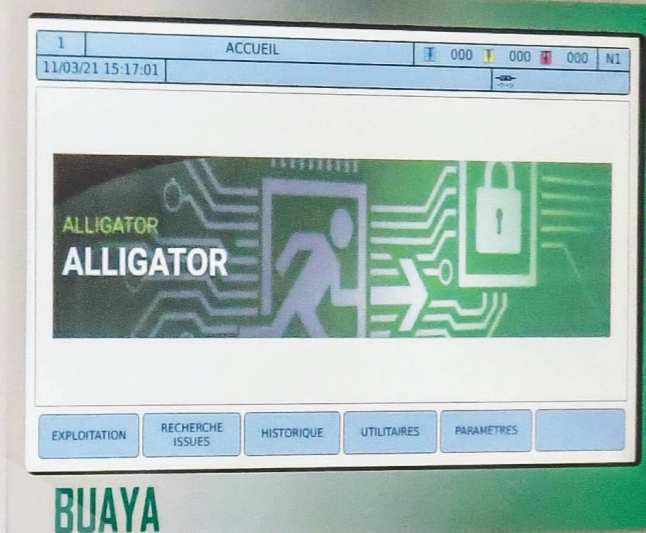 1 ACCUEIL 000 000 000 N1
11/03/21 15:17:01
ALLIGATOR
ALLIGATOR
EXPLOITATION RECHERCHE ISSUES HISTORIQUE UTILITAIRES PARAMETRES
BUAYA